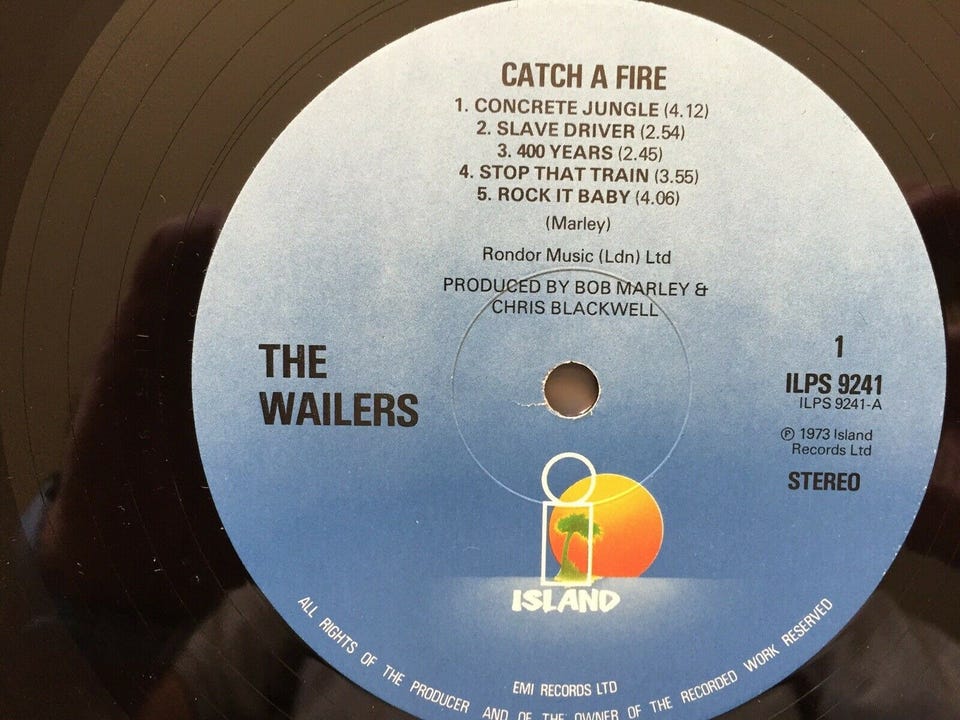 CATCH A FIRE
1. CONCRETE JUNGLE (4.12)
2. SLAVE DRIVER (2.54)
3. 400 YEARS (2.45)
4. STOP THAT TRAIN (3.55)
5. ROCK IT BABY (4.06)
(Marley)
Rondor Music (Ldn) Ltd
PRODUCED BY BOB MARLEY &
CHRIS BLACKWELL
THE
WAILERS
1
ILPS 9241
ILPS 9241-A
℗ 1973 Island
Records Ltd
STEREO
i
ISLAND
EMI RECORDS LTD
ALL RIGHTS OF THE PRODUCER AND OF THE OWNER OF THE RECORDED WORK RESERVED